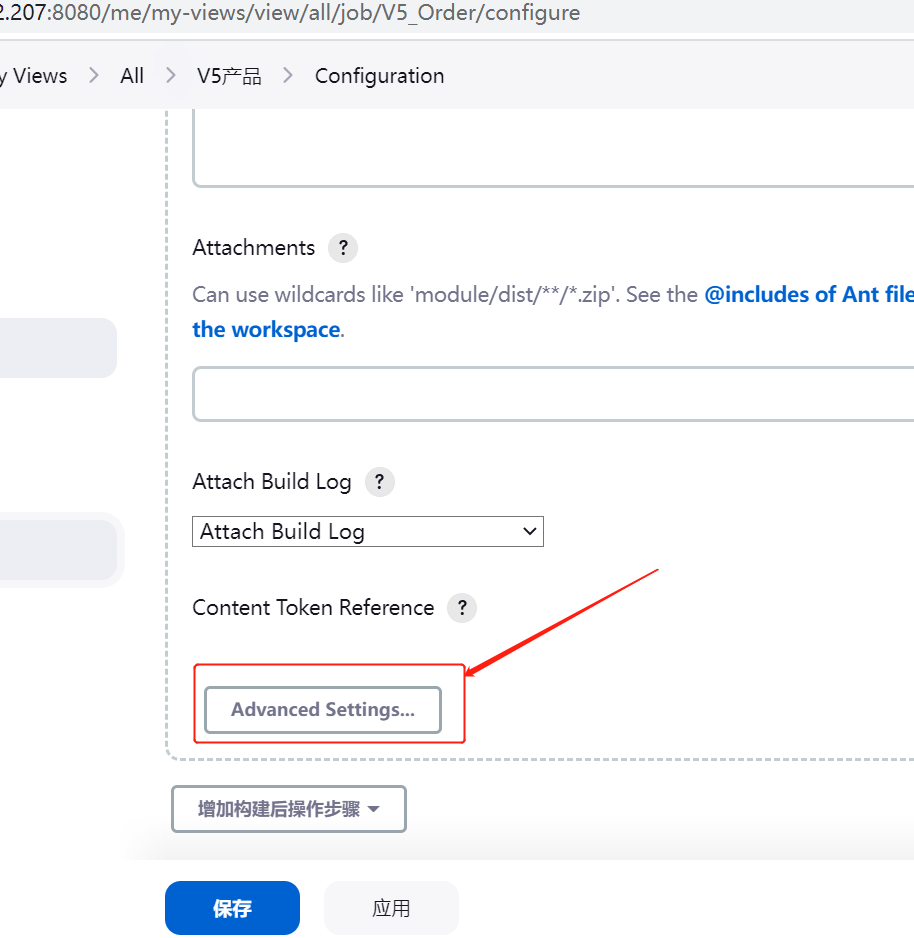 2.207:8080/me/my-views/view/all/job/V5_Order/configure
y Views > All > V5产品 > Configuration
Attachments ?
Can use wildcards like 'module/dist/**/*.zip'. See the @includes of Ant file
the workspace.
Attach Build Log ?
Attach Build Log
Content Token Reference ?
Advanced Settings...
增加构建后操作步骤
保存 应用